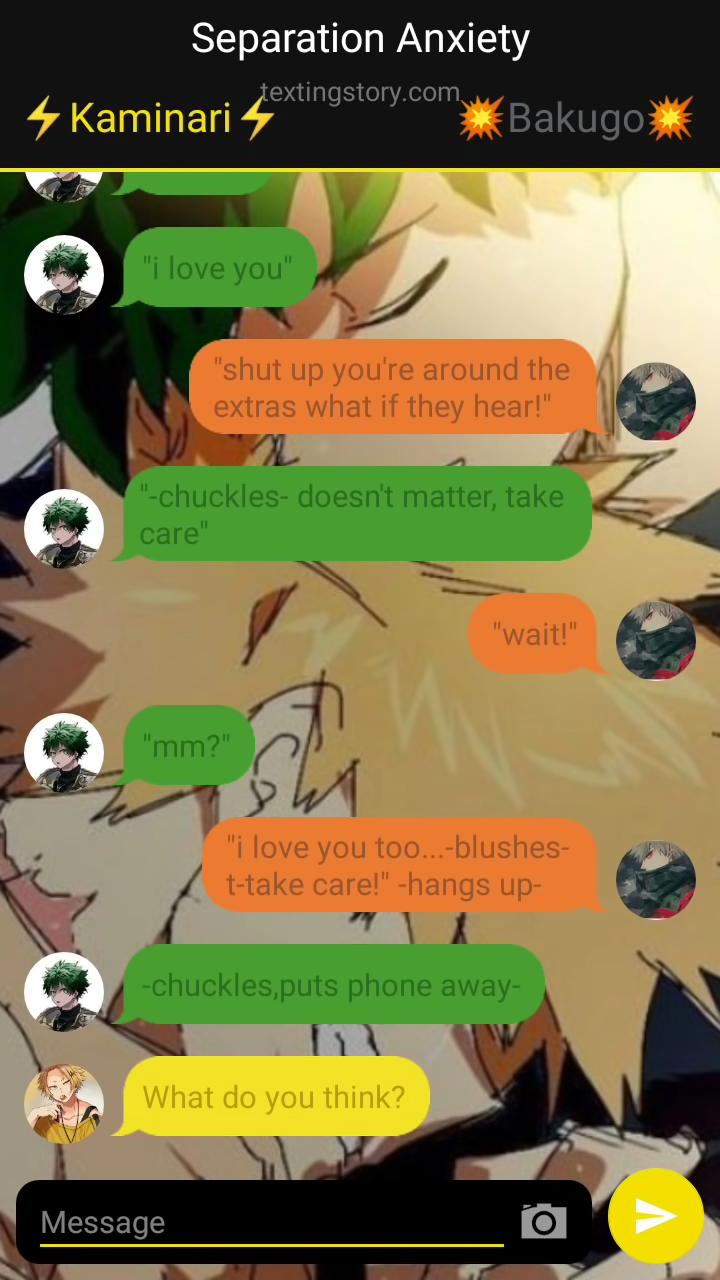 Separation Anxiety
textingstory.com
⚡Kaminari⚡
💥Bakugo💥
"i love you"
"shut up you're around the
extras what if they hear!"
"-chuckles- doesn't matter, take
care"
"wait!"
"mm?"
"i love you too...-blushes-
t-take care!" -hangs up-
-chuckles,puts phone away-
What do you think?
Message